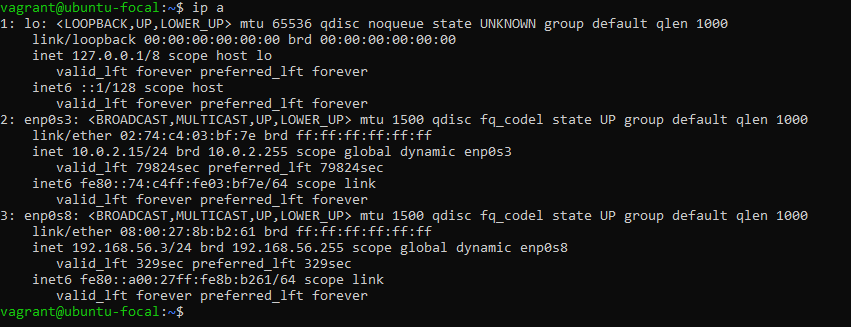 vagrant@ubuntu-focal:~$ ip a
1: lo: <LOOPBACK,UP,LOWER_UP> mtu 65536 qdisc noqueue state UNKNOWN group default qlen 1000
    link/loopback 00:00:00:00:00:00 brd 00:00:00:00:00:00
    inet 127.0.0.1/8 scope host lo
       valid_lft forever preferred_lft forever
    inet6 ::1/128 scope host
       valid_lft forever preferred_lft forever
2: enp0s3: <BROADCAST,MULTICAST,UP,LOWER_UP> mtu 1500 qdisc fq_codel state UP group default qlen 1000
    link/ether 02:74:c4:03:bf:7e brd ff:ff:ff:ff:ff:ff
    inet 10.0.2.15/24 brd 10.0.2.255 scope global dynamic enp0s3
       valid_lft 79824sec preferred_lft 79824sec
    inet6 fe80::74:c4ff:fe03:bf7e/64 scope link
       valid_lft forever preferred_lft forever
3: enp0s8: <BROADCAST,MULTICAST,UP,LOWER_UP> mtu 1500 qdisc fq_codel state UP group default qlen 1000
    link/ether 08:00:27:8b:b2:61 brd ff:ff:ff:ff:ff:ff
    inet 192.168.56.3/24 brd 192.168.56.255 scope global dynamic enp0s8
       valid_lft 329sec preferred_lft 329sec
    inet6 fe80::a00:27ff:fe8b:b261/64 scope link
       valid_lft forever preferred_lft forever
vagrant@ubuntu-focal:~$